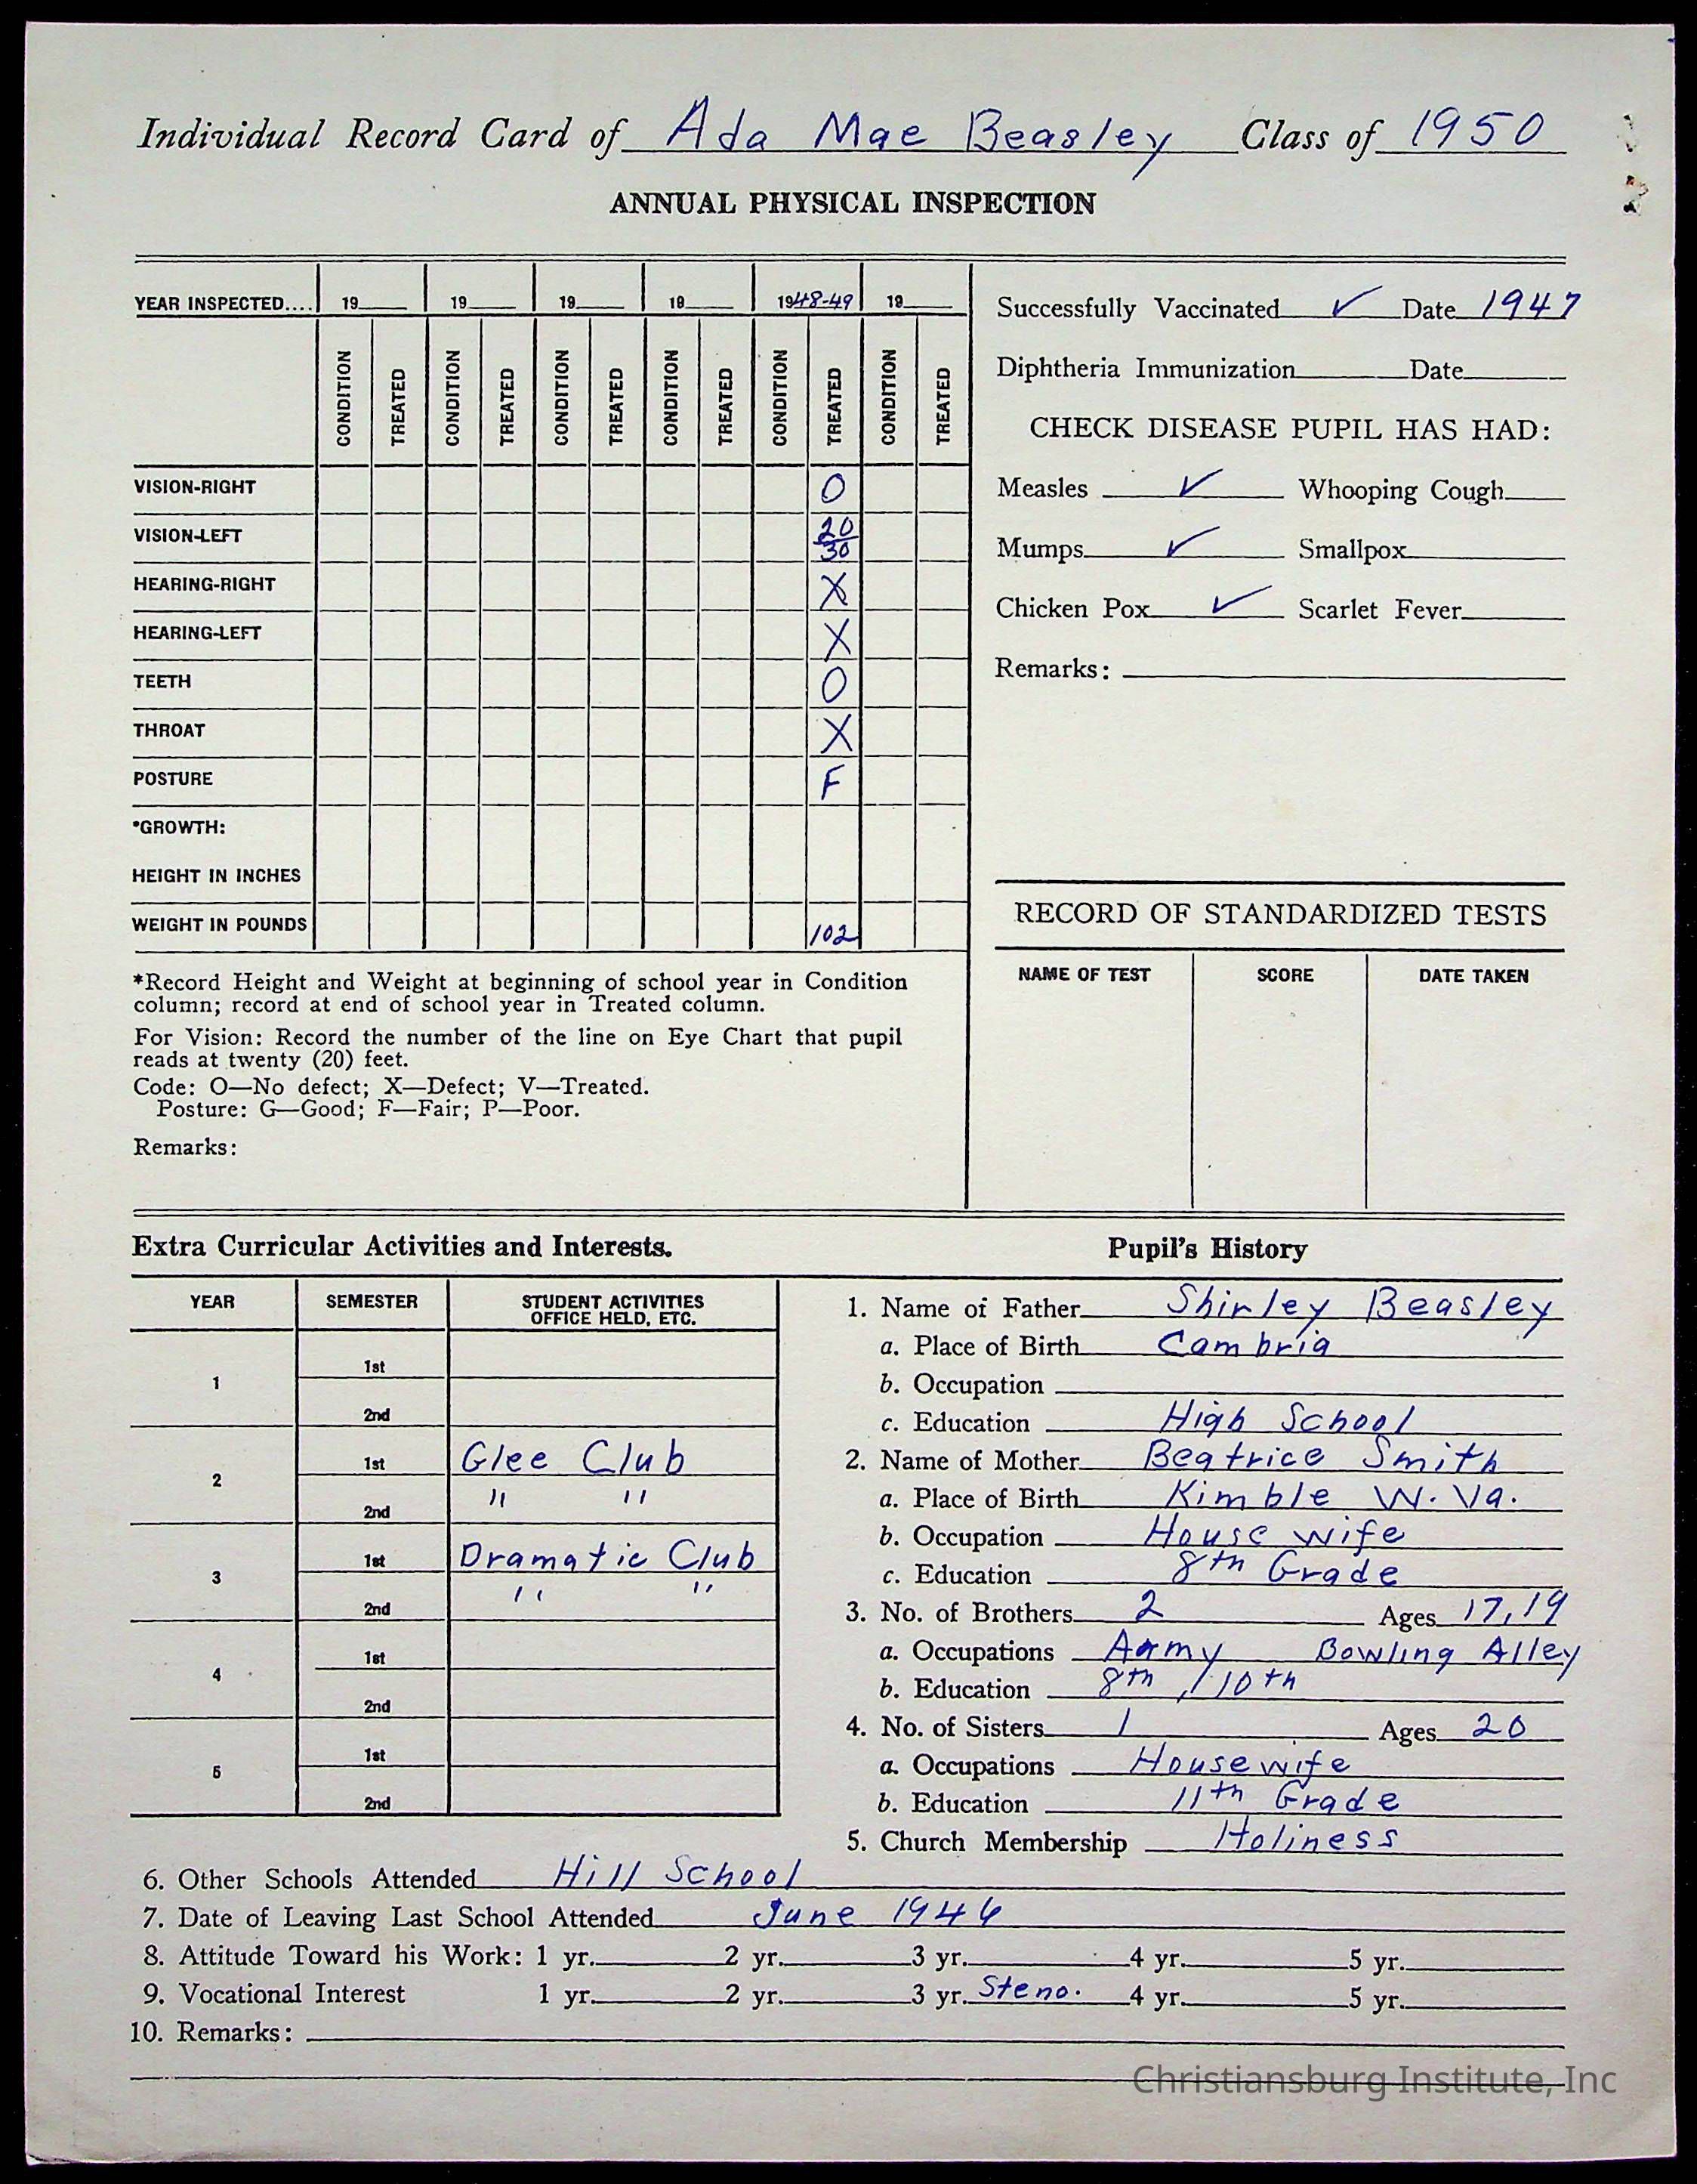 Individual Record Card of Ada Mae Beasley Class of 1950
ANNUAL PHYSICAL INSPECTION
YEAR INSPECTED.... 19 19 19 19 1948-49 19
CONDITION TREATED CONDITION TREATED CONDITION TREATED CONDITION TREATED CONDITION TREATED CONDITION TREATED
VISION-RIGHT O
VISION-LEFT 20/30
HEARING-RIGHT X
HEARING-LEFT X
TEETH O
THROAT X
POSTURE F
*GROWTH:
HEIGHT IN INCHES
WEIGHT IN POUNDS 102
*Record Height and Weight at beginning of school year in Condition
column; record at end of school year in Treated column.
For Vision: Record the number of the line on Eye Chart that pupil
reads at twenty (20) feet.
Code: O—No defect; X—Defect; V—Treated.
Posture: G—Good; F—Fair; P—Poor.
Remarks:
Successfully Vaccinated ✓ Date 1947
Diphtheria Immunization Date
CHECK DISEASE PUPIL HAS HAD:
Measles ✓ Whooping Cough
Mumps ✓ Smallpox
Chicken Pox ✓ Scarlet Fever
Remarks:
RECORD OF STANDARDIZED TESTS
NAME OF TEST SCORE DATE TAKEN
Extra Curricular Activities and Interests.
YEAR SEMESTER STUDENT ACTIVITIES
OFFICE HELD, ETC.
1 1st
2nd
2 1st Glee Club
2nd " "
3 1st Dramatic Club
2nd " "
4 1st
2nd
5 1st
2nd
Pupil's History
1. Name of Father Shirley Beasley
a. Place of Birth Cambria
b. Occupation
c. Education High School
2. Name of Mother Beatrice Smith
a. Place of Birth Kimble W. Va.
b. Occupation House wife
c. Education 8th Grade
3. No. of Brothers 2 Ages 17, 19
a. Occupations Army Bowling Alley
b. Education 8th / 10th
4. No. of Sisters 1 Ages 20
a. Occupations Housewife
b. Education 11th Grade
5. Church Membership Holiness
6. Other Schools Attended Hill School
7. Date of Leaving Last School Attended June 1946
8. Attitude Toward his Work: 1 yr. 2 yr. 3 yr. 4 yr. 5 yr.
9. Vocational Interest 1 yr. 2 yr. 3 yr. Steno. 4 yr. 5 yr.
10. Remarks:
Christiansburg Institute, Inc